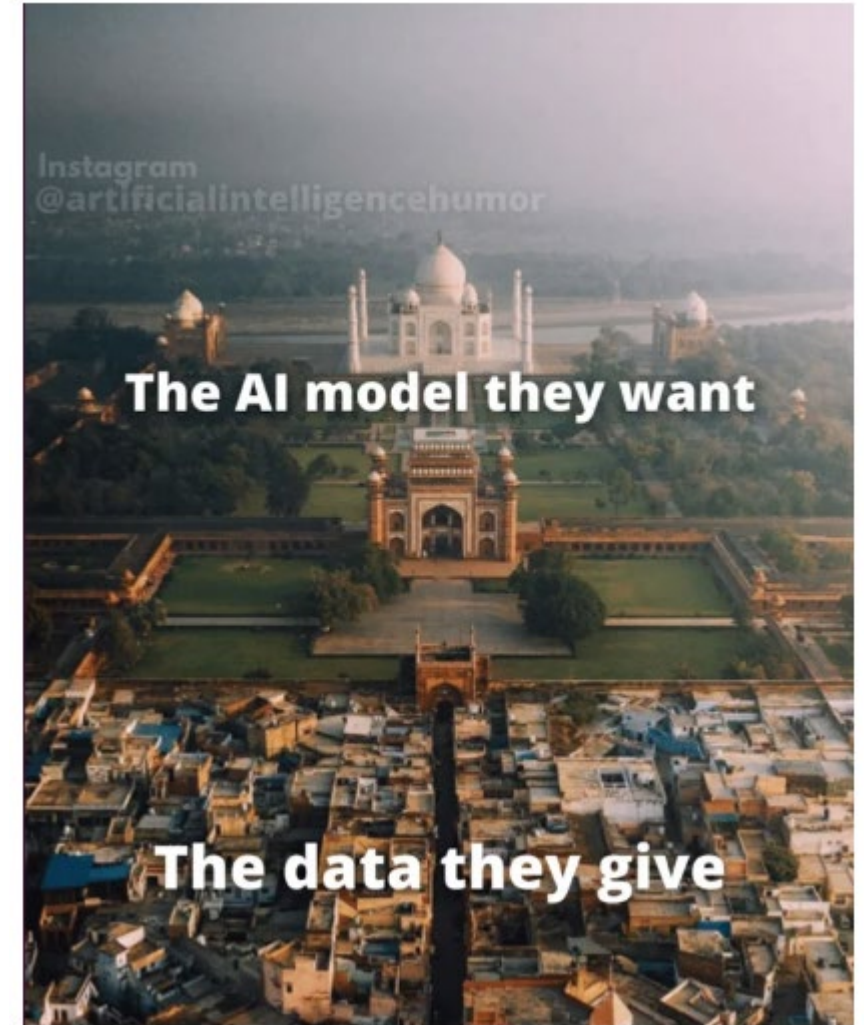 Instagram
@artificialintelligencehumor
The AI model they want
The data they give